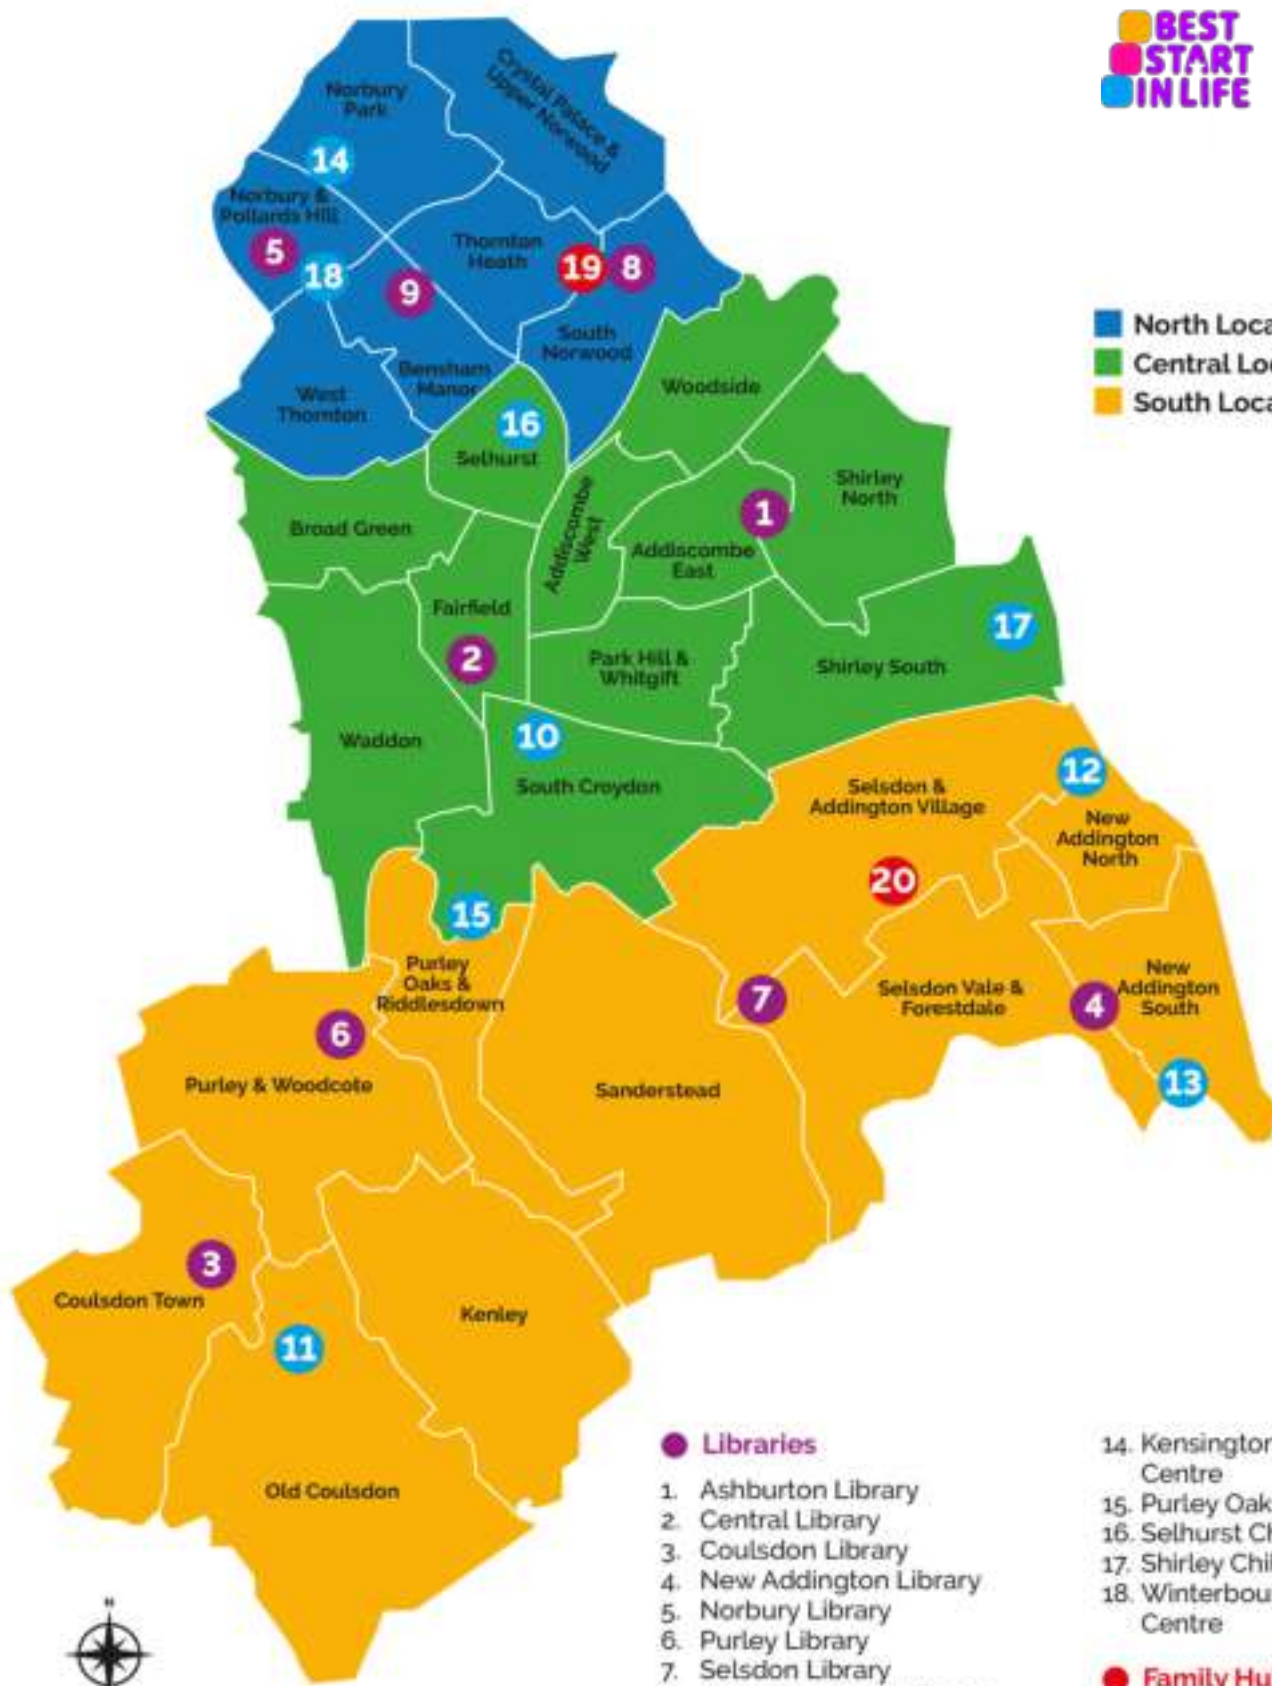 BEST
START
IN LIFE
Norbury
Park
Crystal Palace &
Upper Norwood
14
Norbury &
Pollards Hill
5
18
9
Thornton
Heath
19
8
South
Norwood
North Loca
Central Loc
South Loca
West
Thornton
Bensham
Manor
Woodside
16
Selhurst
Shirley
North
Broad Green
Addiscombe
West
1
Addiscombe
East
Fairfield
2
17
Park Hill &
Whitgift
Shirley South
Waddon
10
South Croydon
12
Selsdon &
Addington Village
New
Addington
North
20
15
Purley
Oaks &
Riddlesdown
7
Selsdon Vale &
Forestdale
4
New
Addington
South
6
13
Purley & Woodcote
Sanderstead
3
Coulsdon Town
Kenley
11
Old Coulsdon
N
Libraries
1. Ashburton Library
2. Central Library
3. Coulsdon Library
4. New Addington Library
5. Norbury Library
6. Purley Library
7. Selsdon Library
14. Kensington
Centre
15. Purley Oak
16. Selhurst Ch
17. Shirley Chil
18. Winterbou
Centre
Family Hu